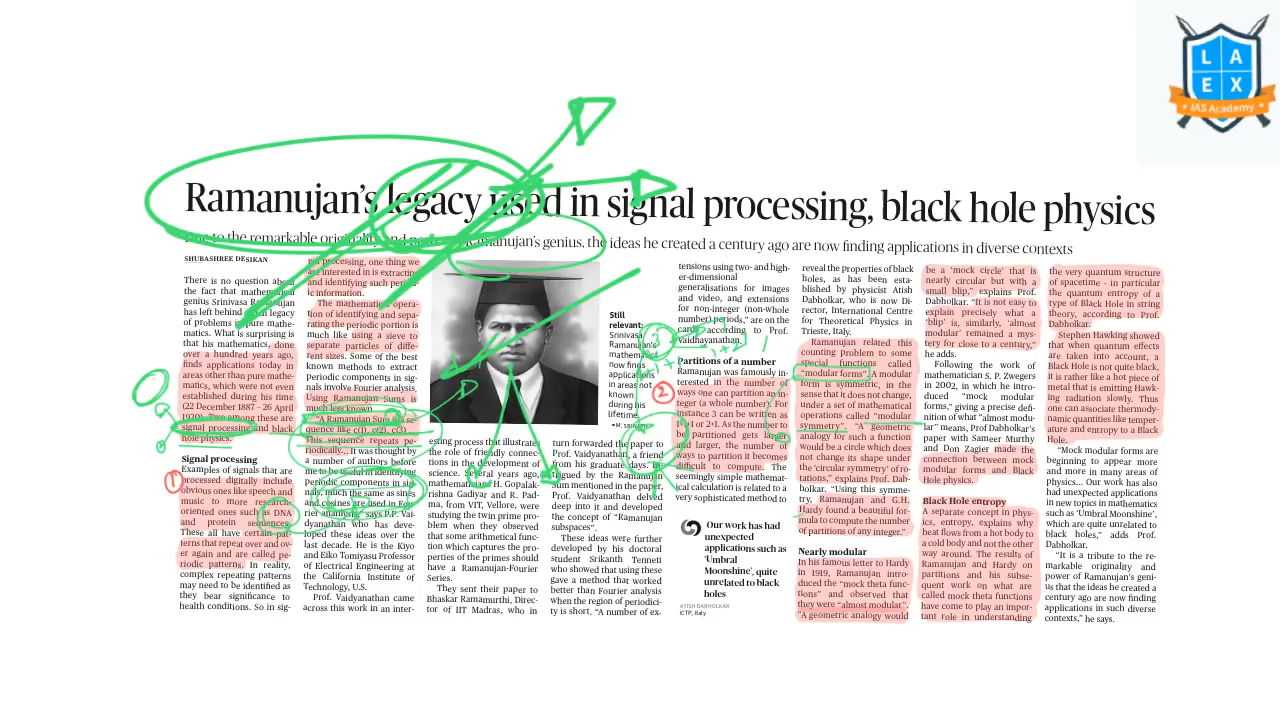 LA
EX
IAS Academy
Ramanujan's legacy used in signal processing, black hole physics
to the remarkable originality and Ramanujan's genius, the ideas he created a century ago are now finding applications in diverse contexts
SHUBASHREE DESIKAN
There is no question about
the fact that mathematical
genius Srinivasa Ramanujan
has left behind a rich legacy
of problems in pure mathe-
matics. What is surprising is
that his mathematics, done
over a hundred years ago,
finds applications today in
areas other than pure mathe-
matics, which were not even
established during his time
(22 December 1887 - 26 April
1920). Two among these are
signal processing and black
hole physics.
Signal processing
Examples of signals that are
processed digitally include
obvious ones like speech and
music to more research-
oriented ones such as DNA
and protein sequences.
These all have certain pat-
terns that repeat over and ov-
er again and are called pe-
riodic patterns. In reality,
complex repeating patterns
may need to be identified as
they bear significance to
health conditions. So in sig-
nal processing, one thing we
are interested in is extracting
and identifying such period-
ic information.
The mathematical opera-
tion of identifying and sepa-
rating the periodic portion is
much like using a sieve to
separate particles of differ-
ent sizes. Some of the best
known methods to extract
periodic components in sig-
nals involve Fourier analysis.
Using Ramanujan Sums is
much less known.
"A Ramanujan Sum is a se-
quence like c(1), c(2), c(3)...
This sequence repeats pe-
riodically... It was thought by
a number of authors before
me to be useful in identifying
periodic components in sig-
nals, much the same as sines
and cosines are used in Fou-
rier analysis," says P.P. Vai-
dyanathan who has deve-
loped these ideas over the
last decade. He is the Kiyo
and Eiko Tomiyasu Professor
of Electrical Engineering at
the California Institute of
Technology, U.S.
Prof. Vaidyanathan came
across this work in an inter-
Still
relevant:
Srinivasa
Ramanujan's
mathematics
now finds
applications
in areas not
known
during his
lifetime.
esting process that illustrates
the role of friendly connec-
tions in the development of
science. Several years ago,
mathematicians H. Gopalak-
rishna Gadiyar and R. Pad-
ma, from VIT, Vellore, were
studying the twin prime pro-
blem when they observed
that some arithmetical func-
tion which captures the pro-
perties of the primes should
have a Ramanujan-Fourier
Series.
They sent their paper to
Bhaskar Ramamurthi, Direc-
tor of IIT Madras, who in
turn forwarded the paper to
Prof. Vaidyanathan, a friend
from his graduate days. In-
trigued by the Ramanujan
Sum mentioned in the paper,
Prof. Vaidyanathan delved
deep into it and developed
the concept of "Ramanujan
subspaces".
These ideas were further
developed by his doctoral
student Srikanth Tenneti
who showed that using these
gave a method that worked
better than Fourier analysis
when the region of periodici-
ty is short. "A number of ex-
tensions using two- and high-
er-dimensional
generalisations for images
and video, and extensions
for non-integer (non-whole
number) periods," are on the
cards, according to Prof.
Vaidhayanathan.
Partitions of a number
Ramanujan was famously in-
terested in the number of
ways one can partition an in-
teger (a whole number). For
instance 3 can be written as
1+1+1 or 2+1. As the number to
be partitioned gets larger
and larger, the number of
ways to partition it becomes
difficult to compute. The
seemingly simple mathemat-
ical calculation is related to a
very sophisticated method to
Our work has had
unexpected
applications such as
'Umbral
Moonshine', quite
unrelated to black
holes
ATISH DABHOLKAR
ICTP, Italy
reveal the properties of black
holes, as has been estab-
lished by physicist Atish
Dabholkar, who is now Di-
rector, International Centre
for Theoretical Physics in
Trieste, Italy.
Ramanujan related this
counting problem to some
special functions called
"modular forms". A modular
form is symmetric, in the
sense that it does not change,
under a set of mathematical
operations called "modular
symmetry". "A geometric
analogy for such a function
would be a circle which does
not change its shape under
the 'circular symmetry' of ro-
tations," explains Prof. Dab-
holkar. "Using this symme-
try, Ramanujan and G.H.
Hardy found a beautiful for-
mula to compute the number
of partitions of any integer."
Nearly modular
In his famous letter to Hardy
in 1919, Ramanujan intro-
duced the "mock theta func-
tions" and observed that
they were "almost modular".
"A geometric analogy would
be a 'mock circle' that is
nearly circular but with a
small blip," explains Prof.
Dabholkar. "It is not easy to
explain precisely what a
'blip' is, similarly, 'almost
modular' remained a mys-
tery for close to a century,"
he adds.
Following the work of
mathematician S. P. Zwegers
in 2002, in which he intro-
duced "mock modular
forms," giving a precise defi-
nition of what "almost modu-
lar" means, Prof Dabholkar's
paper with Sameer Murthy
and Don Zagier made the
connection between mock
modular forms and Black
Hole physics.
Black Hole entropy
A separate concept in phys-
ics, entropy, explains why
heat flows from a hot body to
a cold body and not the other
way around. The results of
Ramanujan and Hardy on
partitions and his subse-
quent work on what are
called mock theta functions
have come to play an impor-
tant role in understanding
the very quantum structure
of spacetime – in particular
the quantum entropy of a
type of Black Hole in string
theory, according to Prof.
Dabholkar.
Stephen Hawking showed
that when quantum effects
are taken into account, a
Black Hole is not quite black,
it is rather like a hot piece of
metal that is emitting Hawk-
ing radiation slowly. Thus
one can associate thermody-
namic quantities like temper-
ature and entropy to a Black
Hole.
"Mock modular forms are
beginning to appear more
and more in many areas of
physics... Our work has also
had unexpected applications
in new topics in mathematics
such as 'Umbral Moonshine',
which are quite unrelated to
black holes," adds Prof.
Dabholkar.
"It is a tribute to the re-
markable originality and
power of Ramanujan's geni-
us that the ideas he created a
century ago are now finding
applications in such diverse
contexts," he says.